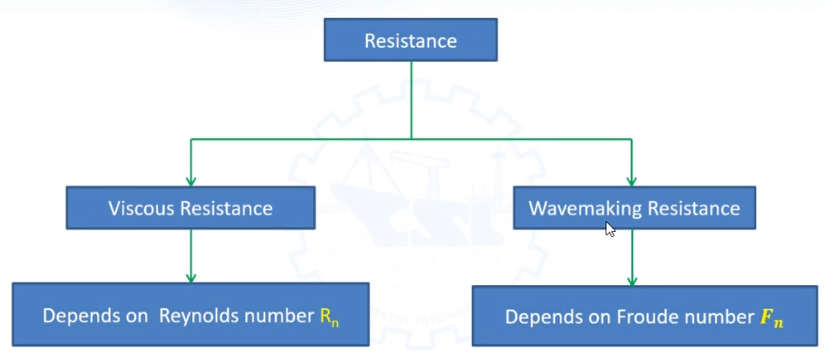 Resistance
Viscous Resistance
Wavemaking Resistance
Depends on Reynolds number Rn
Depends on Froude number Fn